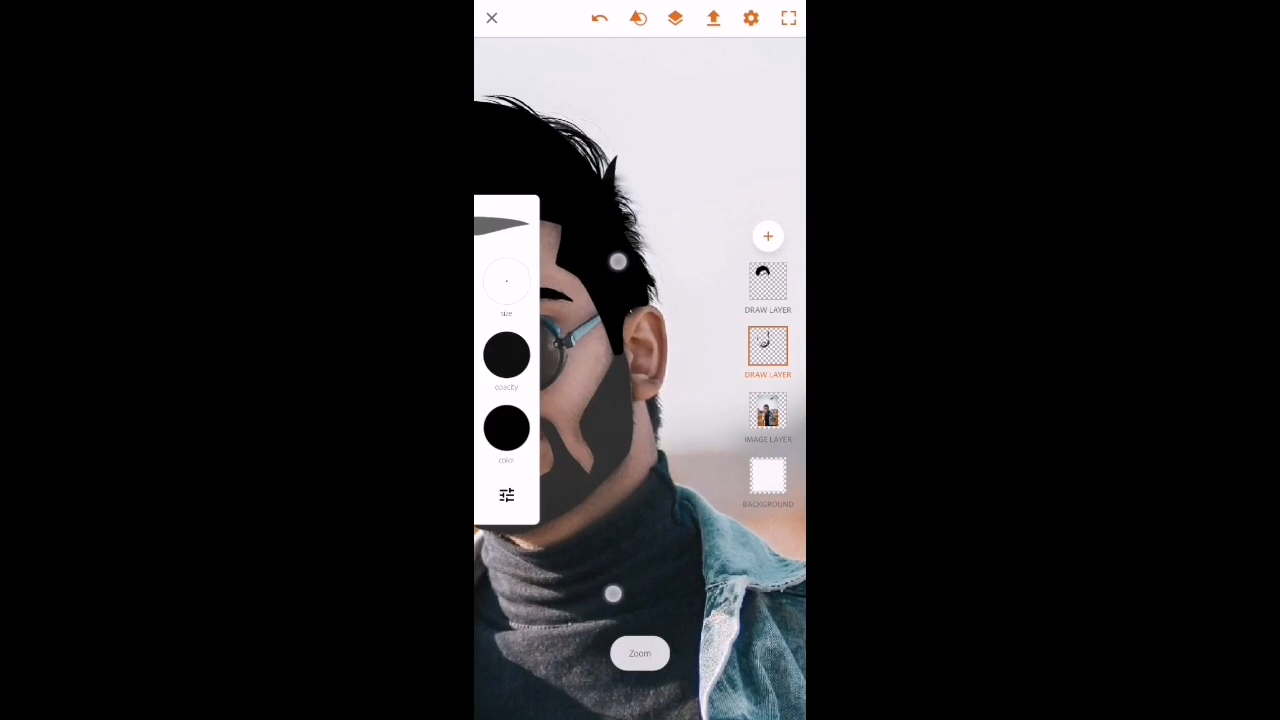 size
opacity
color
DRAW LAYER
DRAW LAYER
IMAGE LAYER
BACKGROUND
Zoom